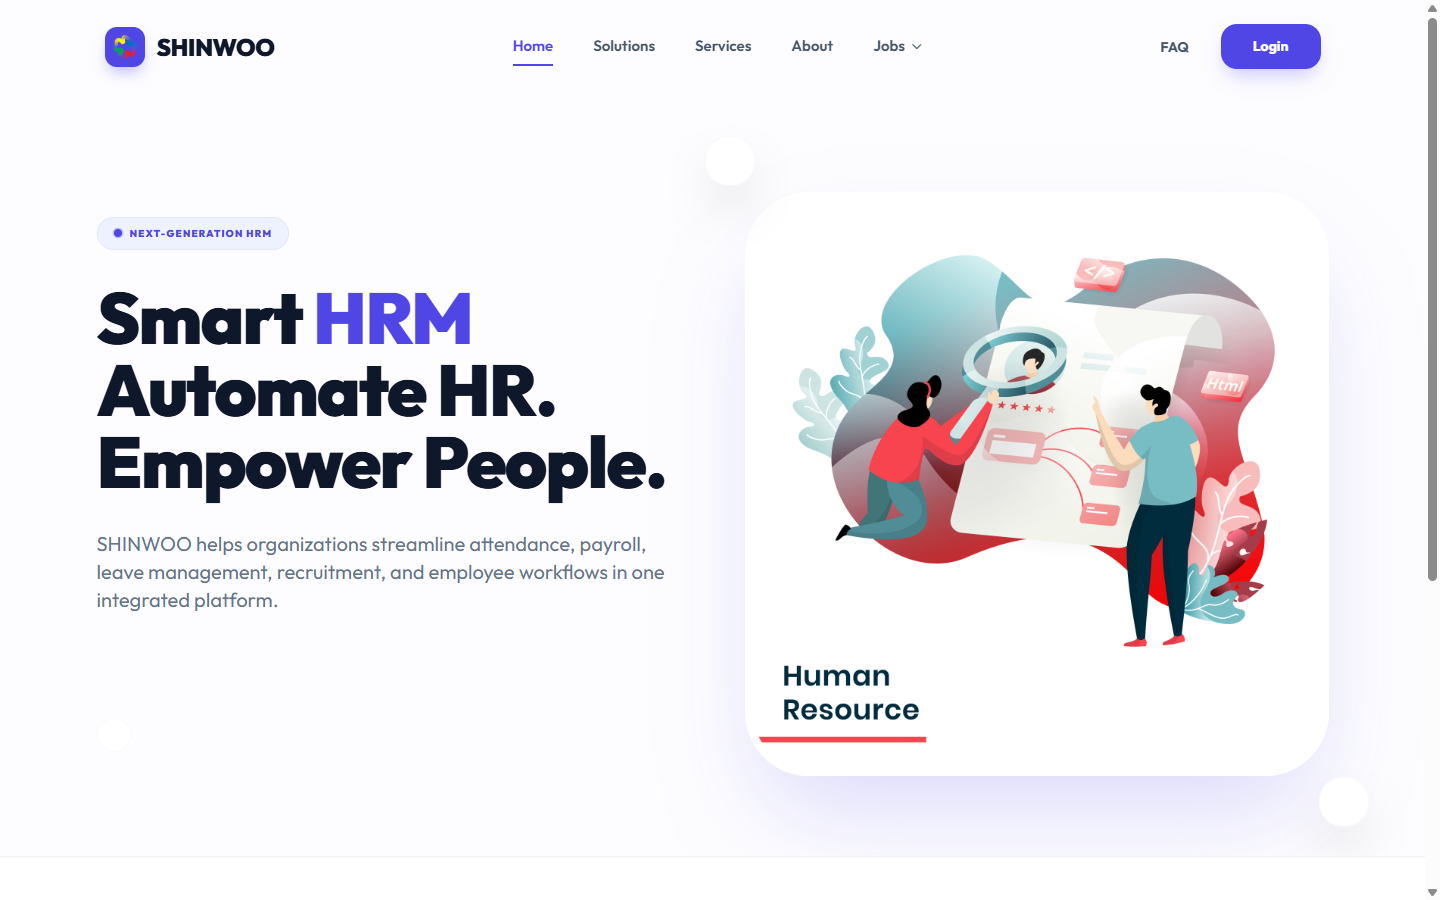 SHINWOO
Home
Solutions
Services
About
Jobs
FAQ
Login
NEXT-GENERATION HRM
Smart HRM
Automate HR.
Empower People.
SHINWOO helps organizations streamline attendance, payroll,
leave management, recruitment, and employee workflows in one
integrated platform.
</>
Html
Human
Resource